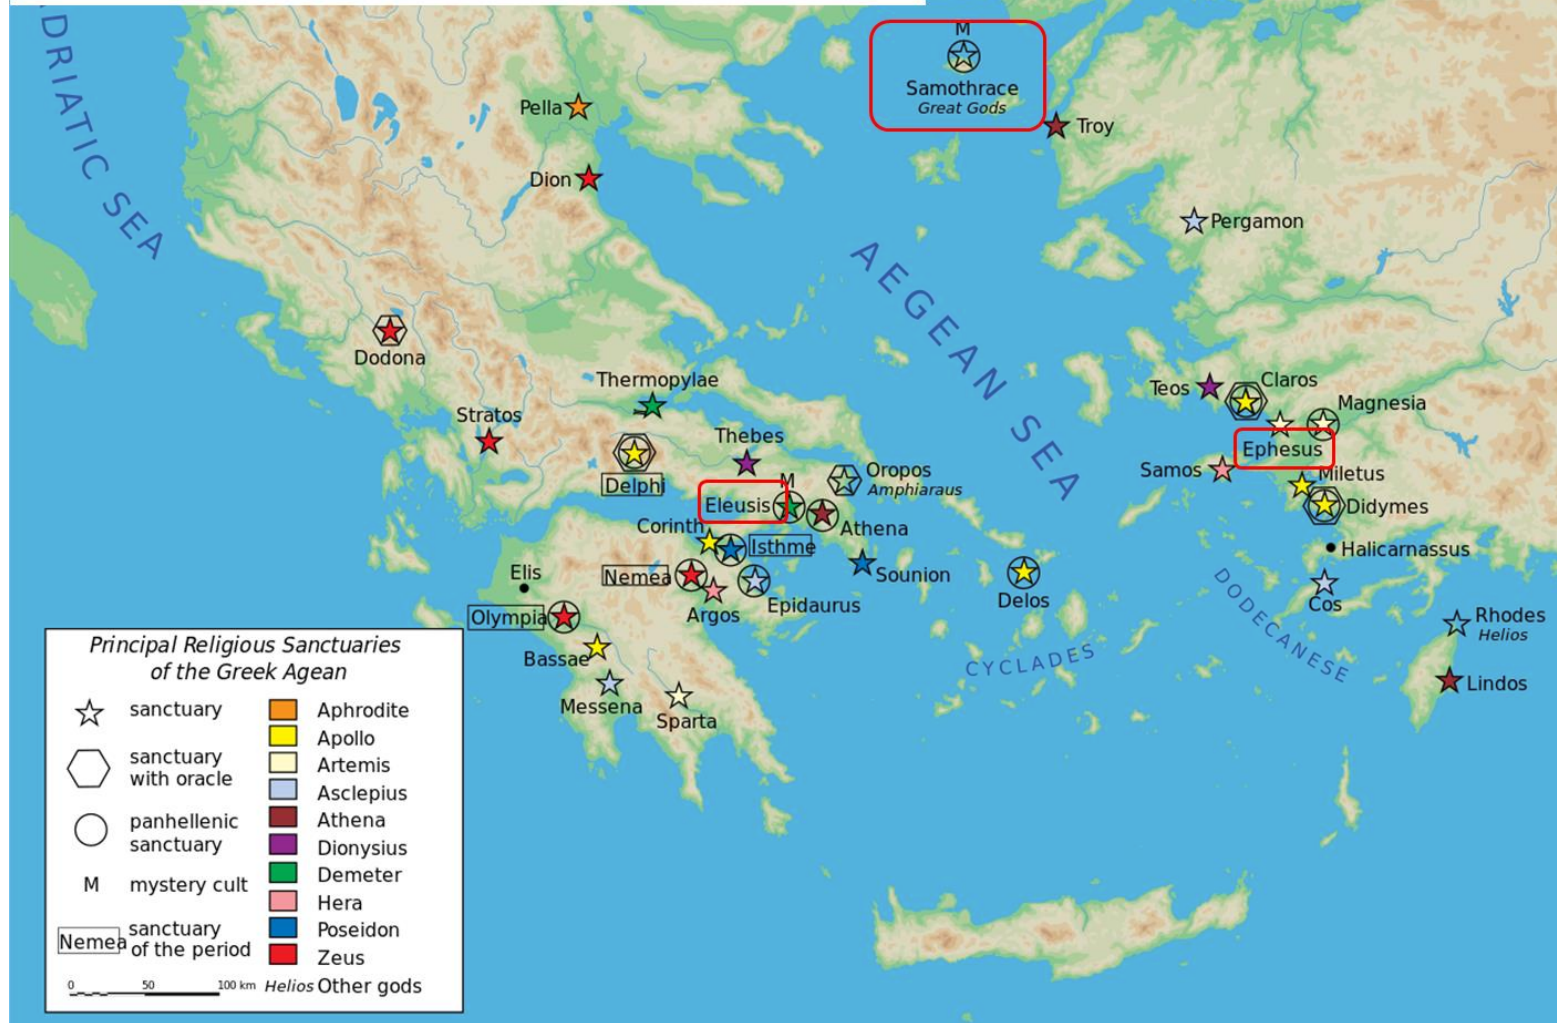 ADRIATIC SEA
M
Samothrace
Great Gods
Pella
Troy
Dion
Pergamon
AEGEAN SEA
Dodona
Thermopylae
Teos
Claros
Magnesia
Stratos
Thebes
Ephesus
Delphi
M
Oropos
Amphiaraus
Samos
Miletus
Eleusis
Didymes
Corinth
Athena
Isthme
Halicarnassus
Elis
Nemea
Sounion
Epidaurus
Delos
Cos
DODECANESE
Olympia
Argos
Rhodes
Helios
Bassae
CYCLADES
Lindos
Messena
Sparta
Principal Religious Sanctuaries
of the Greek Agean
sanctuary
sanctuary
with oracle
panhellenic
sanctuary
M mystery cult
Nemea sanctuary
of the period
0 50 100 km
Aphrodite
Apollo
Artemis
Asclepius
Athena
Dionysius
Demeter
Hera
Poseidon
Zeus
Helios Other gods